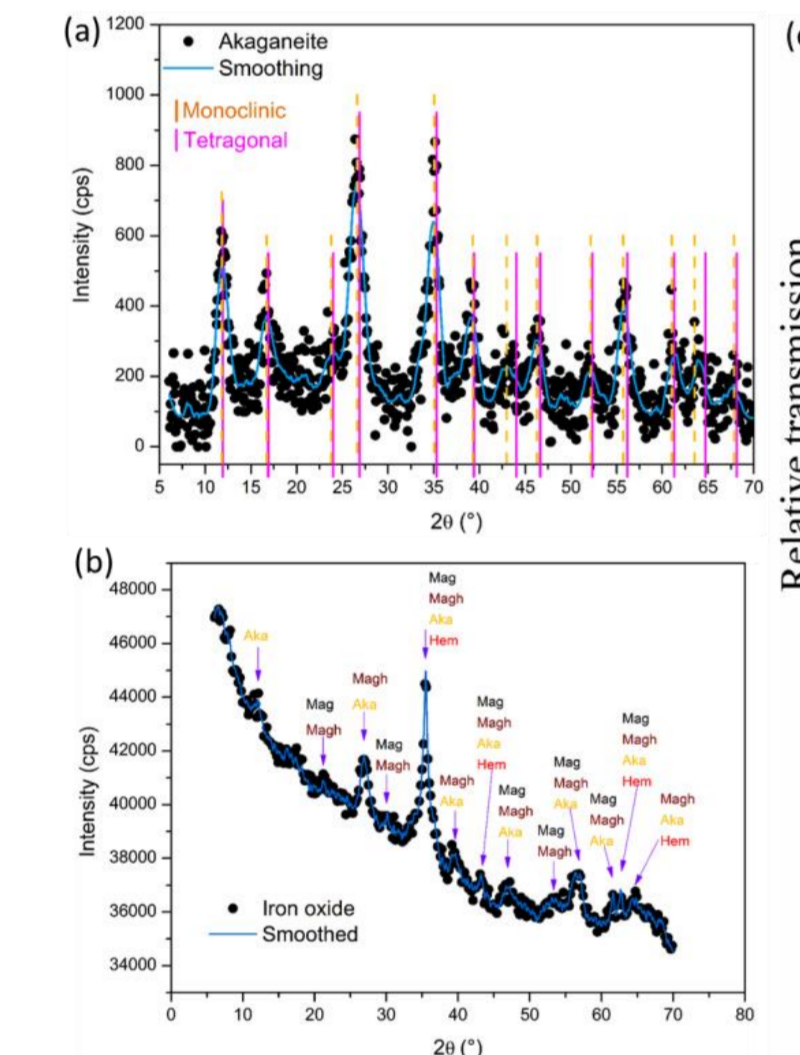 (a)
1200
1000
800
600
400
200
0
Intensity (cps)
Akaganeite
Smoothing
Monoclinic
Tetragonal
5 10 15 20 25 30 35 40 45 50 55 60 65 70
2θ (°)
(b)
48000
46000
44000
42000
40000
38000
36000
34000
Intensity (cps)
Aka
Mag
Magh
Magh
Aka
Mag
Magh
Mag
Magh
Aka
Hem
Magh
Aka
Mag
Magh
Aka
Hem
Mag
Magh
Aka
Mag
Magh
Mag
Magh
Aka
Mag
Magh
Aka
Mag
Magh
Aka
Hem
Magh
Aka
Hem
Iron oxide
Smoothed
0 10 20 30 40 50 60 70 80
2θ (°)
Relative transmission